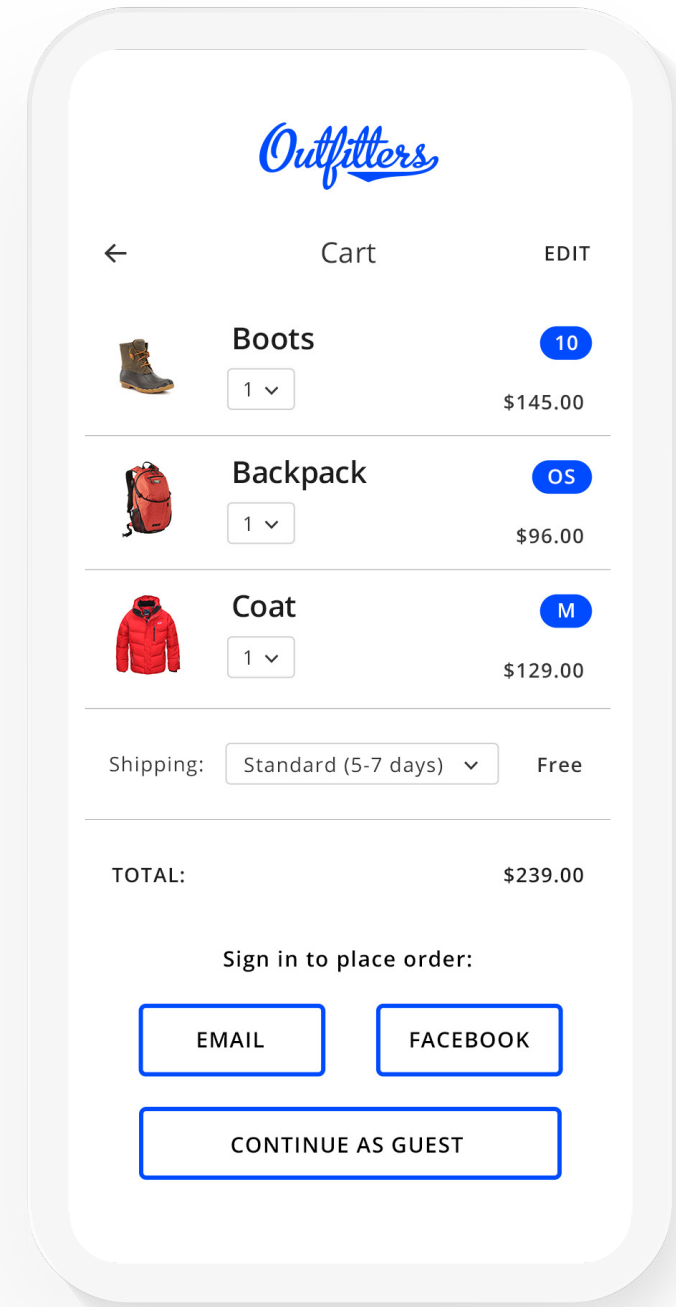 Outfitters
Cart EDIT
Boots 10
1
$145.00
Backpack OS
1
$96.00
Coat M
1
$129.00
Shipping: Standard (5-7 days) Free
TOTAL: $239.00
Sign in to place order:
EMAIL FACEBOOK
CONTINUE AS GUEST